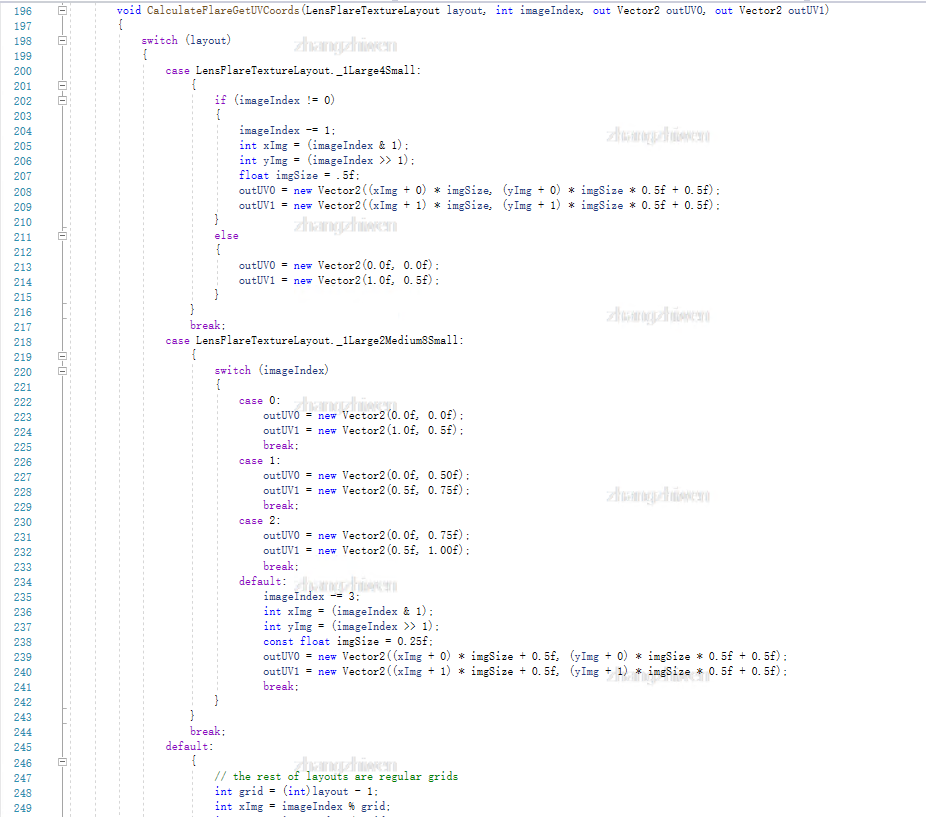 196 void CalculateFlareGetUVCoords(LensFlareTextureLayout layout, int imageIndex, out Vector2 outUV0, out Vector2 outUV1)
197 {
198 switch (layout)
199 {
200 case LensFlareTextureLayout._1Large4Small:
201 {
202 if (imageIndex != 0)
203 {
204 imageIndex -= 1;
205 int xImg = (imageIndex & 1);
206 int yImg = (imageIndex >> 1);
207 float imgSize = .5f;
208 outUV0 = new Vector2((xImg + 0) * imgSize, (yImg + 0) * imgSize * 0.5f + 0.5f);
209 outUV1 = new Vector2((xImg + 1) * imgSize, (yImg + 1) * imgSize * 0.5f + 0.5f);
210 }
211 else
212 {
213 outUV0 = new Vector2(0.0f, 0.0f);
214 outUV1 = new Vector2(1.0f, 0.5f);
215 }
216 }
217 break;
218 case LensFlareTextureLayout._1Large2Medium8Small:
219 {
220 switch (imageIndex)
221 {
222 case 0:
223 outUV0 = new Vector2(0.0f, 0.0f);
224 outUV1 = new Vector2(1.0f, 0.5f);
225 break;
226 case 1:
227 outUV0 = new Vector2(0.0f, 0.50f);
228 outUV1 = new Vector2(0.5f, 0.75f);
229 break;
230 case 2:
231 outUV0 = new Vector2(0.0f, 0.75f);
232 outUV1 = new Vector2(0.5f, 1.00f);
233 break;
234 default:
235 imageIndex -= 3;
236 int xImg = (imageIndex & 1);
237 int yImg = (imageIndex >> 1);
238 const float imgSize = 0.25f;
239 outUV0 = new Vector2((xImg + 0) * imgSize + 0.5f, (yImg + 0) * imgSize * 0.5f + 0.5f);
240 outUV1 = new Vector2((xImg + 1) * imgSize + 0.5f, (yImg + 1) * imgSize * 0.5f + 0.5f);
241 break;
242 }
243 }
244 break;
245 default:
246 {
247 // the rest of layouts are regular grids
248 int grid = (int)layout - 1;
249 int xImg = imageIndex % grid;